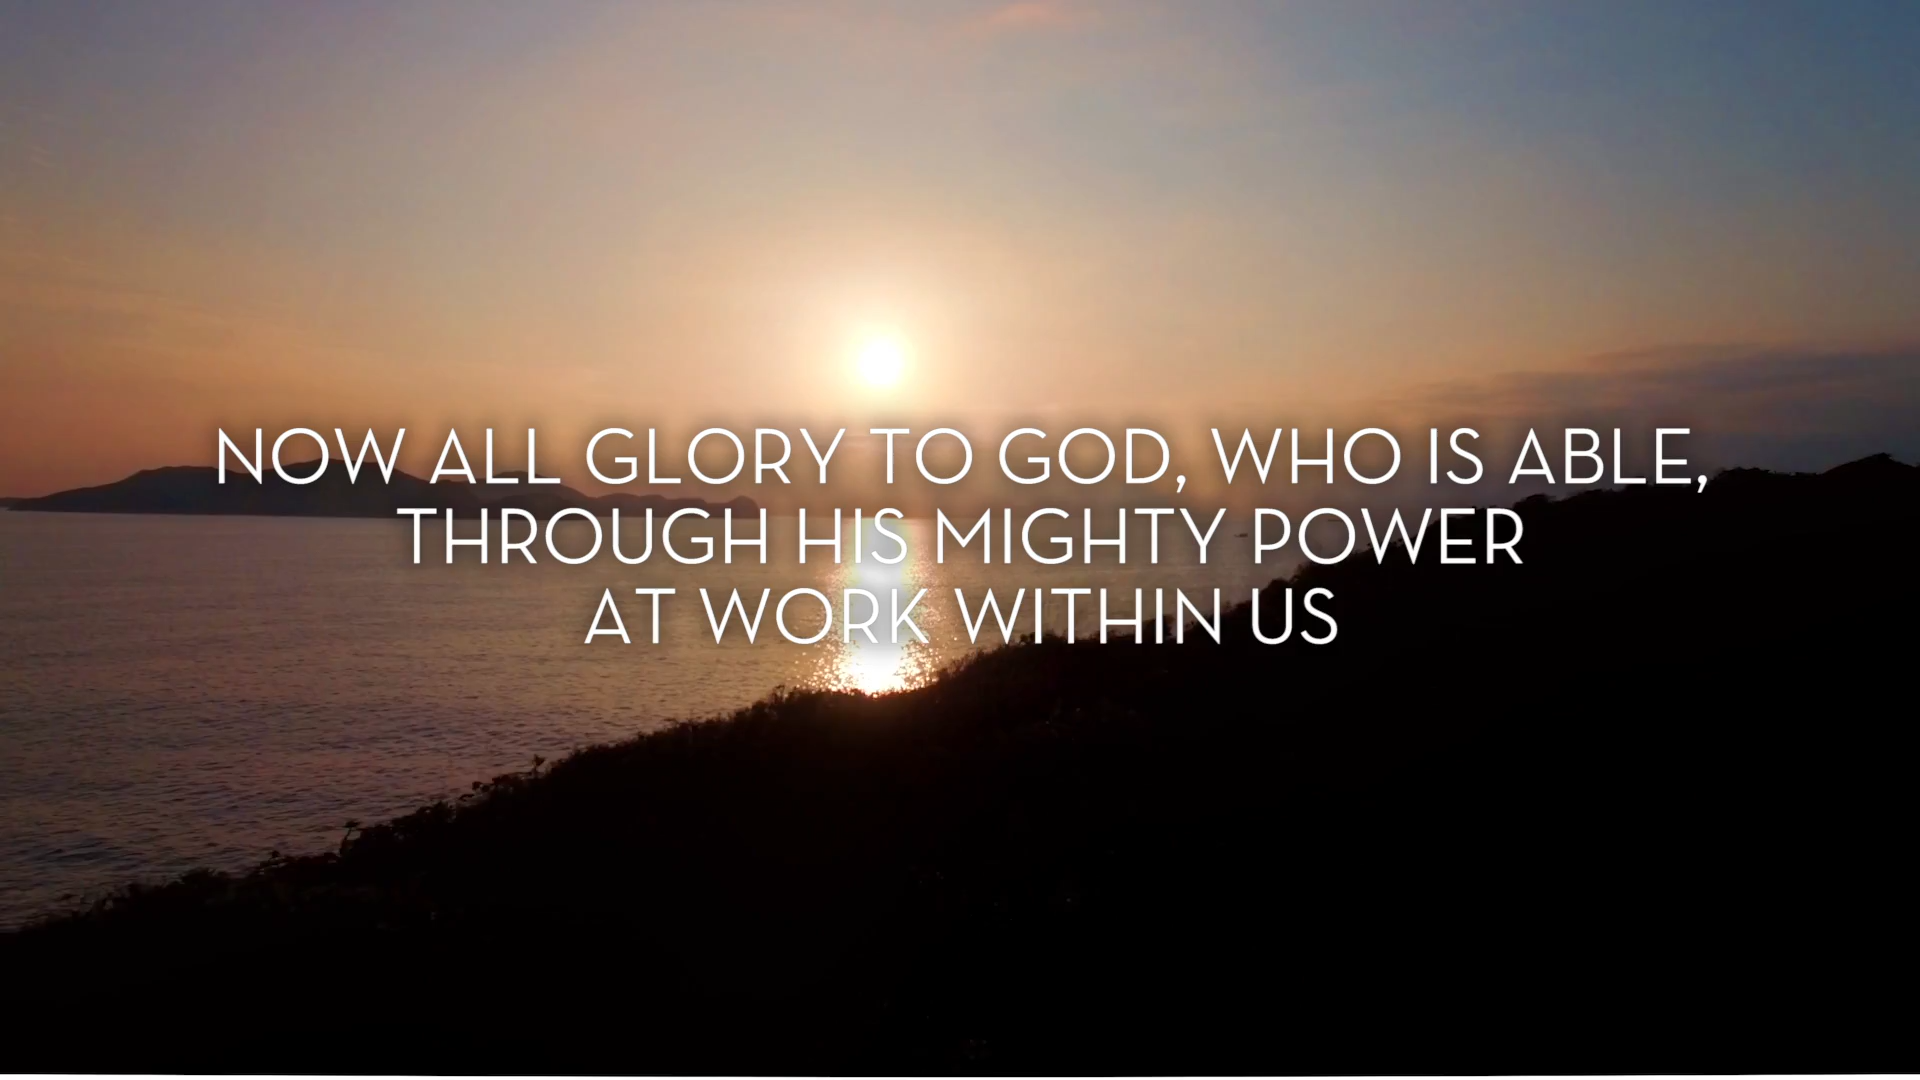 NOW ALL GLORY TO GOD, WHO IS ABLE,
THROUGH HIS MIGHTY POWER
AT WORK WITHIN US